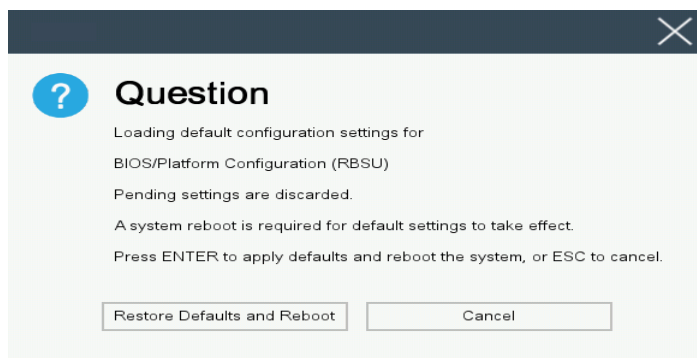 ?
Question
Loading default configuration settings for
BIOS/Platform Configuration (RBSU)
Pending settings are discarded.
A system reboot is required for default settings to take effect.
Press ENTER to apply defaults and reboot the system, or ESC to cancel.
Restore Defaults and Reboot Cancel